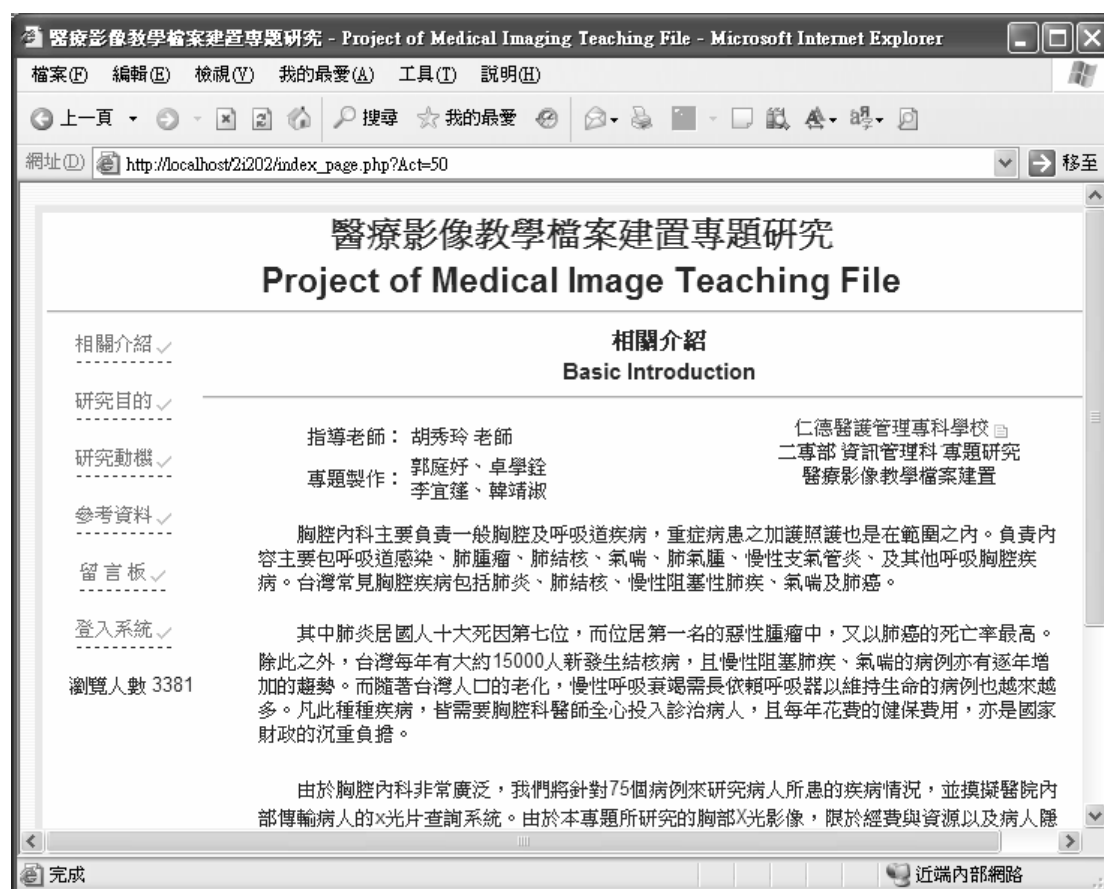 醫療影像教學檔案建置專題研究 - Project of Medical Imaging Teaching File - Microsoft Internet Explorer
檔案(F) 編輯(E) 檢視(V) 我的最愛(A) 工具(T) 說明(H)
上一頁 搜尋 我的最愛
網址(D) http://localhost/2i202/index_page.php?Act=50 移至
醫療影像教學檔案建置專題研究
Project of Medical Image Teaching File
相關介紹
研究目的
研究動機
參考資料
留言板
登入系統
瀏覽人數 3381
相關介紹
Basic Introduction
指導老師： 胡秀玲 老師
專題製作： 郭庭妤、卓學銓
李宜篷、韓靖淑
仁德醫護管理專科學校
二專部 資訊管理科 專題研究
醫療影像教學檔案建置
胸腔內科主要負責一般胸腔及呼吸道疾病，重症病患之加護照護也是在範圍之內。負責內
容主要包呼吸道感染、肺腫瘤、肺結核、氣喘、肺氣腫、慢性支氣管炎、及其他呼吸胸腔疾
病。台灣常見胸腔疾病包括肺炎、肺結核、慢性阻塞性肺疾、氣喘及肺癌。
其中肺炎居國人十大死因第七位，而位居第一名的惡性腫瘤中，又以肺癌的死亡率最高。
除此之外，台灣每年有大約15000人新發生結核病，且慢性阻塞肺疾、氣喘的病例亦有逐年增
加的趨勢。而隨著台灣人口的老化，慢性呼吸衰竭需長依賴呼吸器以維持生命的病例也越來越
多。凡此種種疾病，皆需要胸腔科醫師全心投入診治病人，且每年花費的健保費用，亦是國家
財政的沉重負擔。
由於胸腔內科非常廣泛，我們將針對75個病例來研究病人所患的疾病情況，並摸擬醫院內
部傳輸病人的x光片查詢系統。由於本專題所研究的胸部X光影像，限於經費與資源以及病人隱
完成 近端內部網路